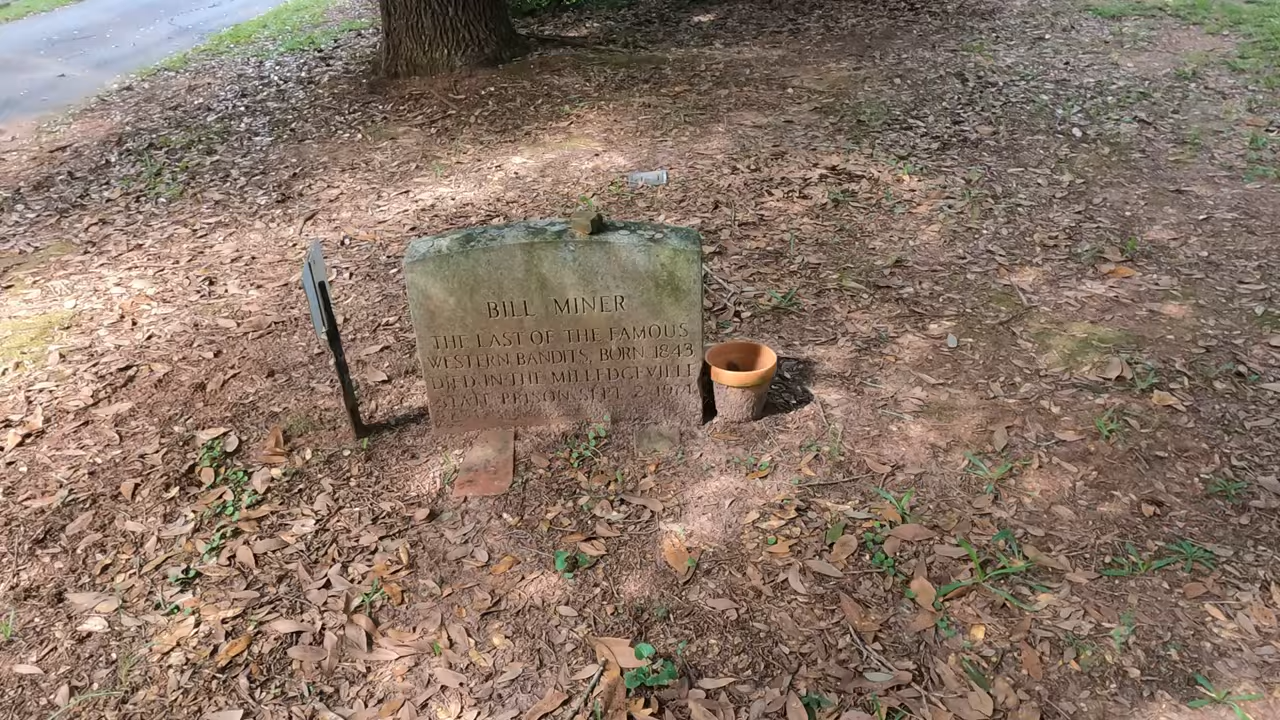 BILL MINER
THE LAST OF THE FAMOUS
WESTERN BANDITS, BORN 1843
DIED IN THE MILLEDGEVILLE
STATE PRISON SEPT. 2